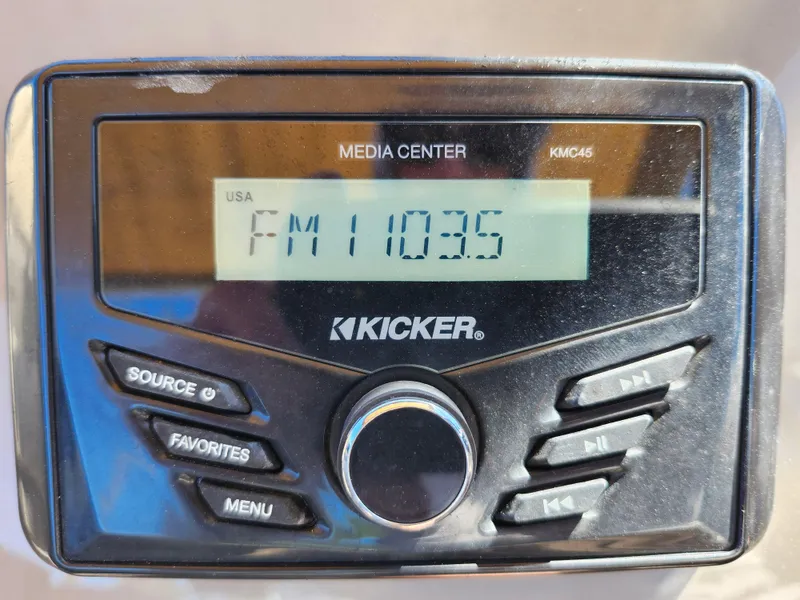 MEDIA CENTER KMC45
USA
FM1 103.5
KICKER®
SOURCE
FAVORITES
MENU